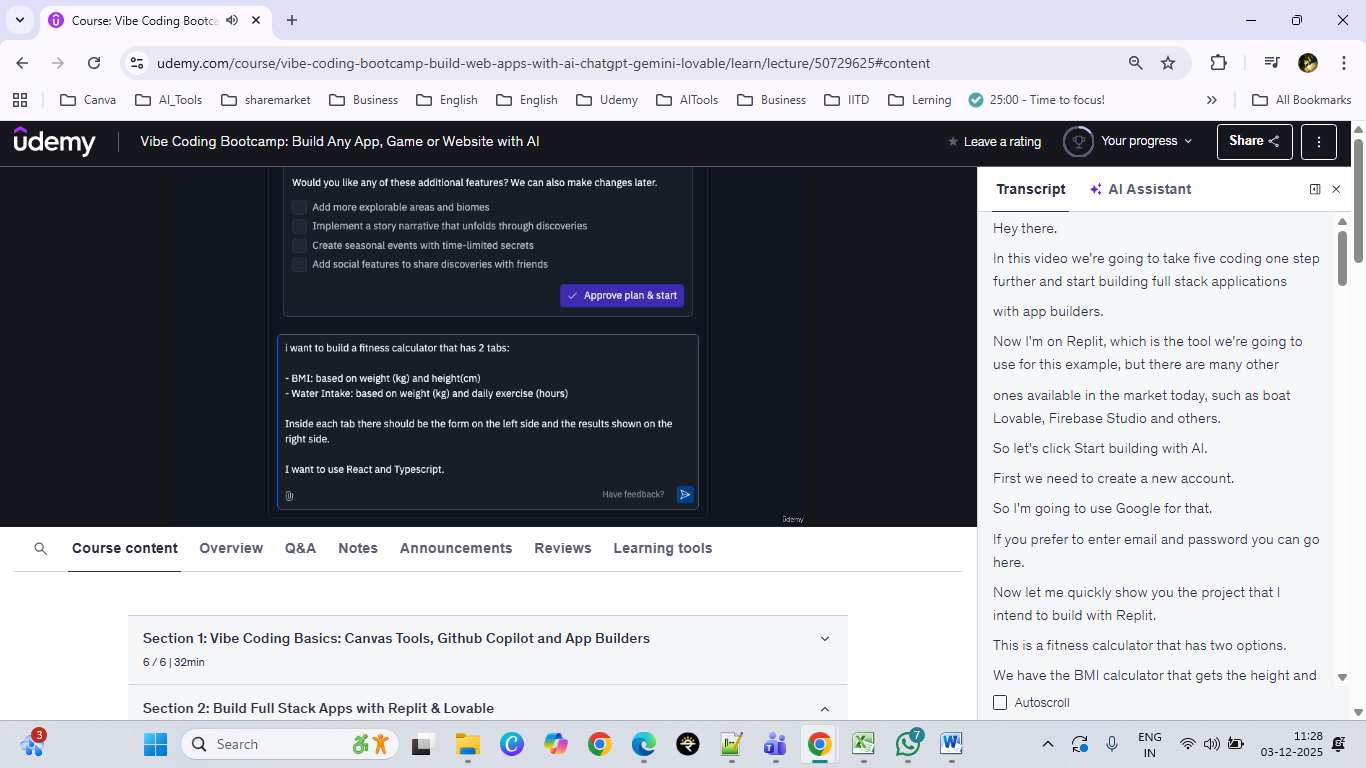 Course: Vibe Coding Bootca
udemy.com/course/vibe-coding-bootcamp-build-web-apps-with-ai-chatgpt-gemini-lovable/learn/lecture/50729625#content
Canva
AI_Tools
sharemarket
Business
English
English
Udemy
AITools
Business
IITD
Lerning
25:00 - Time to focus!
»
All Bookmarks
ûdemy
Vibe Coding Bootcamp: Build Any App, Game or Website with AI
Leave a rating
Your progress
Share
Would you like any of these additional features? We can also make changes later.
Add more explorable areas and biomes
Implement a story narrative that unfolds through discoveries
Create seasonal events with time-limited secrets
Add social features to share discoveries with friends
Approve plan & start
i want to build a fitness calculator that has 2 tabs:
- BMI: based on weight (kg) and height(cm)
- Water Intake: based on weight (kg) and daily exercise (hours)
Inside each tab there should be the form on the left side and the results shown on the
right side.
I want to use React and Typescript.
Have feedback?
ûdemy
Transcript
AI Assistant
Hey there.
In this video we're going to take five coding one step
further and start building full stack applications
with app builders.
Now I'm on Replit, which is the tool we're going to
use for this example, but there are many other
ones available in the market today, such as boat
Lovable, Firebase Studio and others.
So let's click Start building with AI.
First we need to create a new account.
So I'm going to use Google for that.
If you prefer to enter email and password you can go
here.
Now let me quickly show you the project that I
intend to build with Replit.
This is a fitness calculator that has two options.
We have the BMI calculator that gets the height and
Autoscroll
Course content
Overview
Q&A
Notes
Announcements
Reviews
Learning tools
Section 1: Vibe Coding Basics: Canvas Tools, Github Copilot and App Builders
6 / 6 | 32min
Section 2: Build Full Stack Apps with Replit & Lovable
3
Search
7
ENG
IN
11:28
03-12-2025